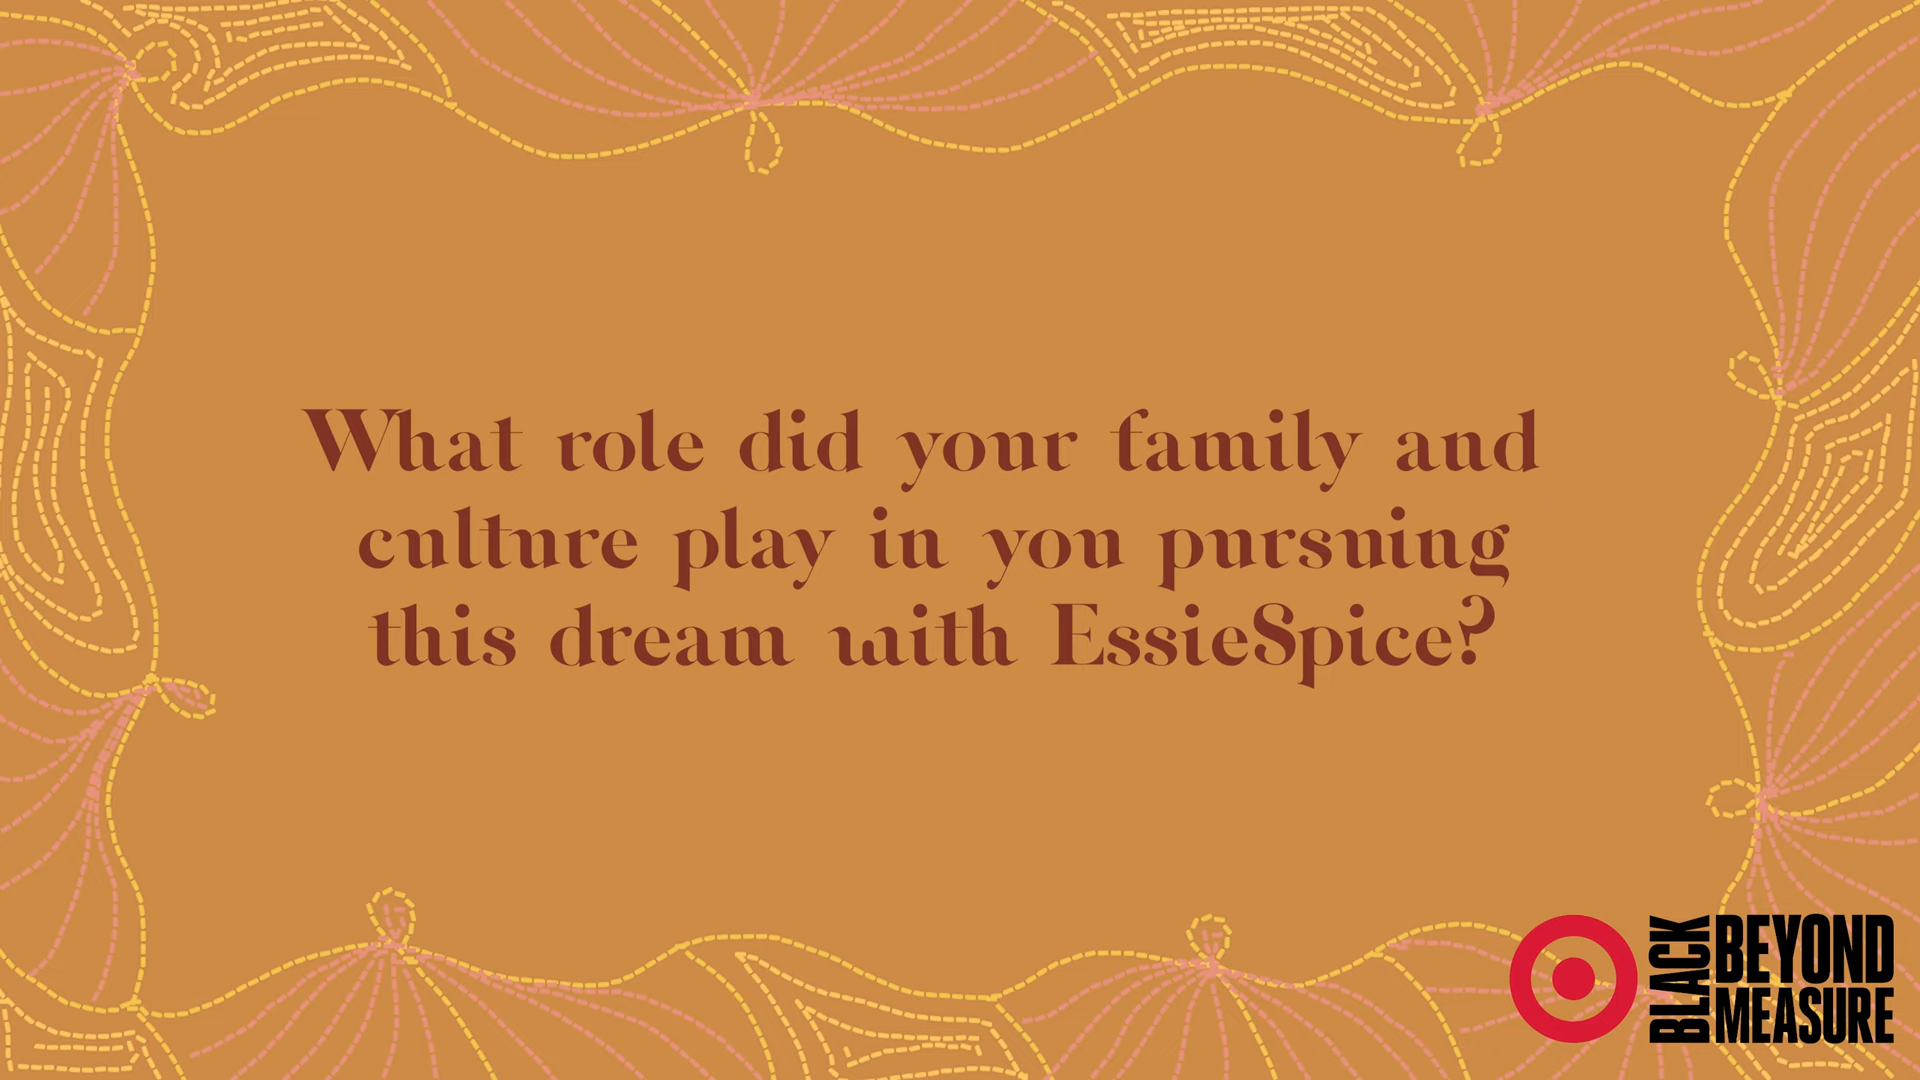 What role did your family and
culture play in you pursuing
this dream with EssieSpice?
BLACK
BEYOND
MEASURE